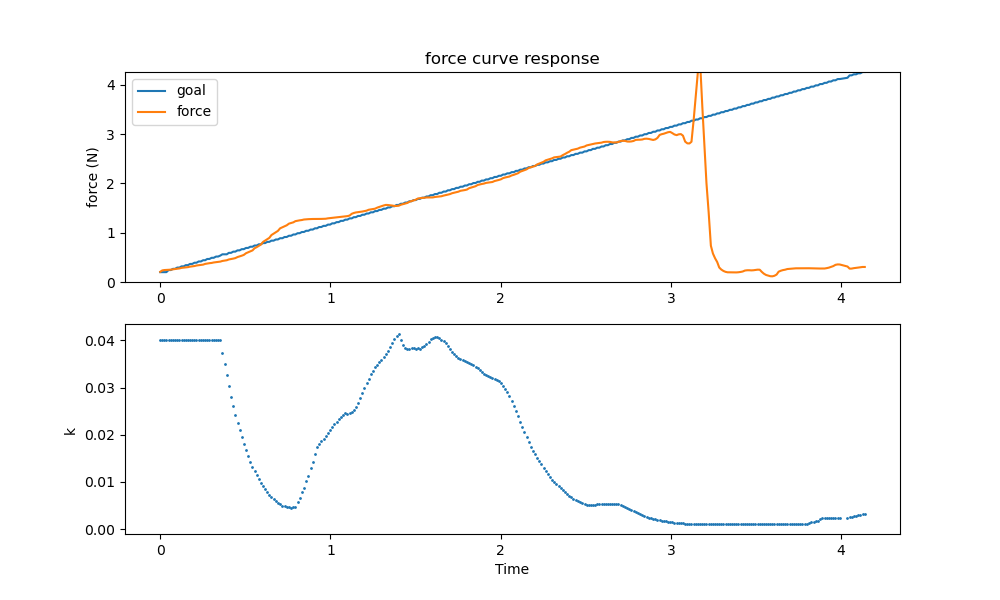 force curve response
goal
force
force (N)
4
3
2
1
0
0 1 2 3 4
k
0.04
0.03
0.02
0.01
0.00
0 1 2 3 4
Time